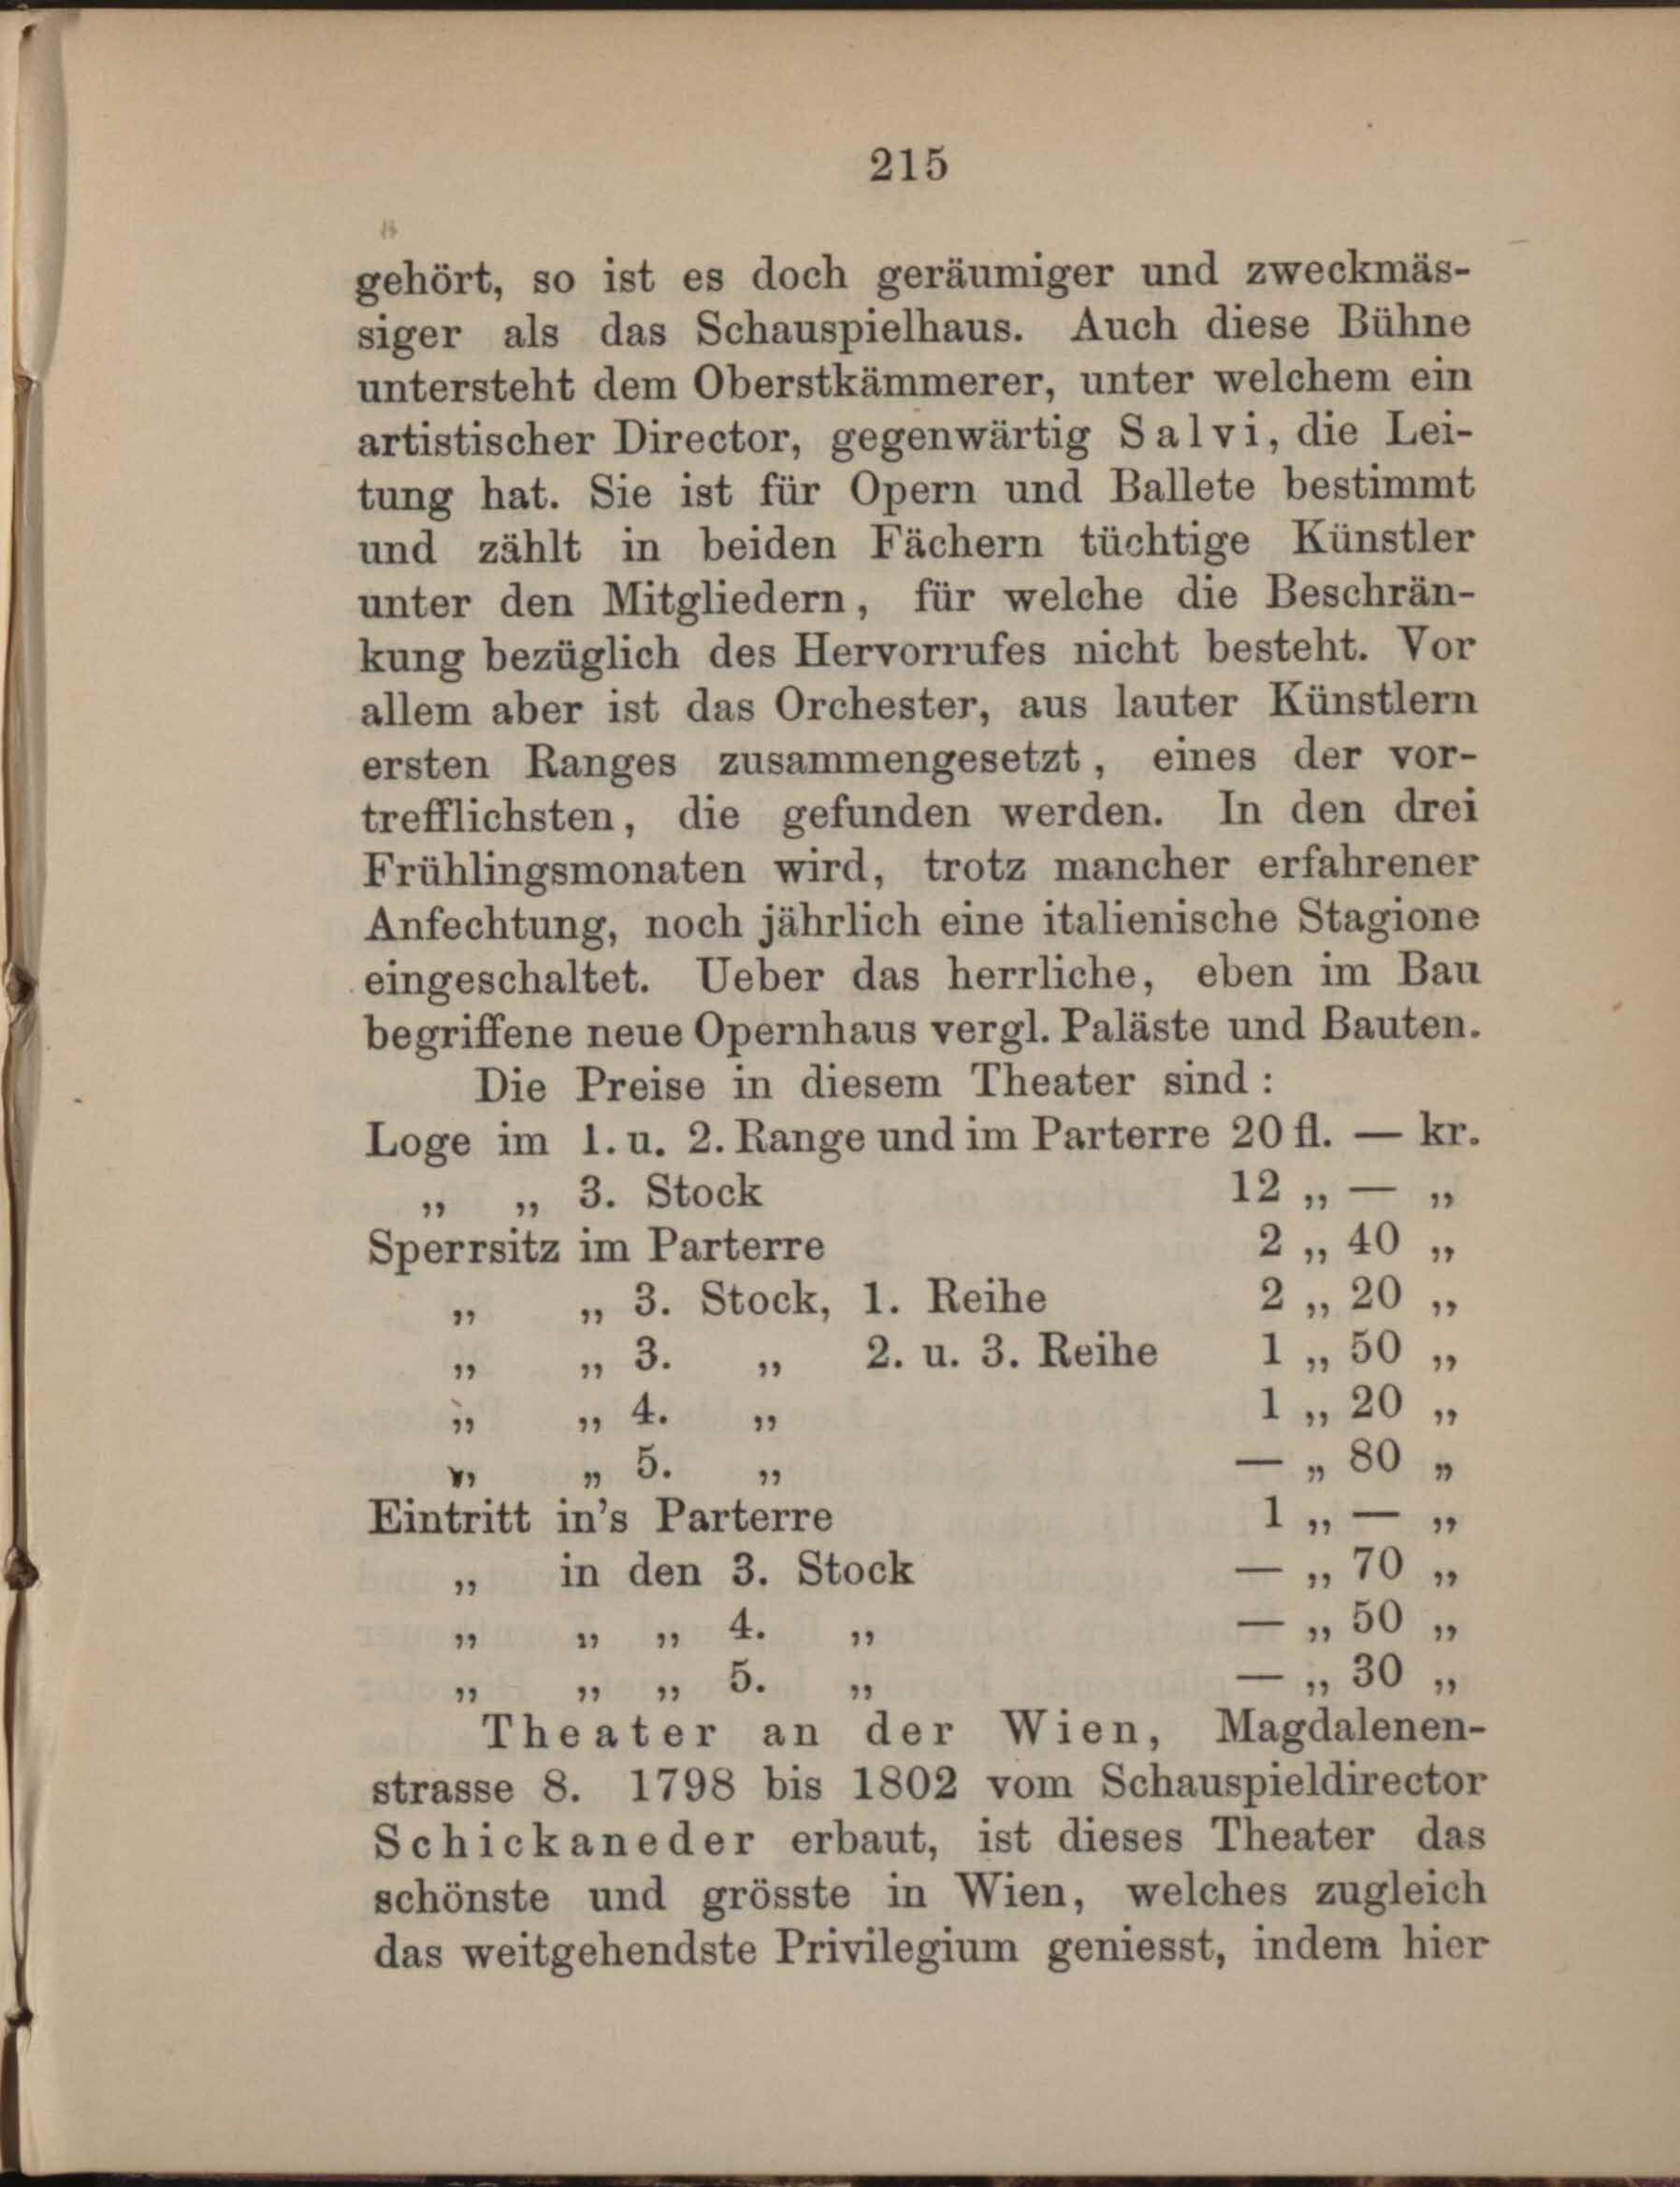 215
gehört, so ist es doch geräumiger und zweckmäs-
siger als das Schauspielhaus. Auch diese Bühne
untersteht dem Oberstkämmerer, unter welchem ein
artistischer Director, gegenwärtig Salvi, die Lei-
tung hat. Sie ist für Opern und Ballete bestimmt
und zählt in beiden Fächern tüchtige Künstler
unter den Mitgliedern, für welche die Beschrän-
kung bezüglich des Hervorrufes nicht besteht. Vor
allem aber ist das Orchester, aus lauter Künstlern
ersten Ranges zusammengesetzt, eines der vor-
trefflichsten, die gefunden werden. In den drei
Frühlingsmonaten wird, trotz mancher erfahrener
Anfechtung, noch jährlich eine italienische Stagione
eingeschaltet. Ueber das herrliche, eben im Bau
begriffene neue Opernhaus vergl. Paläste und Bauten.
Die Preise in diesem Theater sind:
Loge im 1. u. 2. Range und im Parterre 20 fl. — kr.
„ „ 3. Stock 12 „ — „
Sperrsitz im Parterre 2 „ 40 „
„ „ 3. Stock, 1. Reihe 2 „ 20 „
„ „ 3. „ 2. u. 3. Reihe 1 „ 50 „
„ „ 4. „ 1 „ 20 „
„ „ 5. „ — „ 80 „
Eintritt in's Parterre 1 „ — „
„ in den 3. Stock — „ 70 „
„ „ „ 4. „ — „ 50 „
„ „ „ 5. „ — „ 30 „
Theater an der Wien, Magdalenen-
strasse 8. 1798 bis 1802 vom Schauspieldirector
Schickaneder erbaut, ist dieses Theater das
schönste und grösste in Wien, welches zugleich
das weitgehendste Privilegium geniesst, indem hier